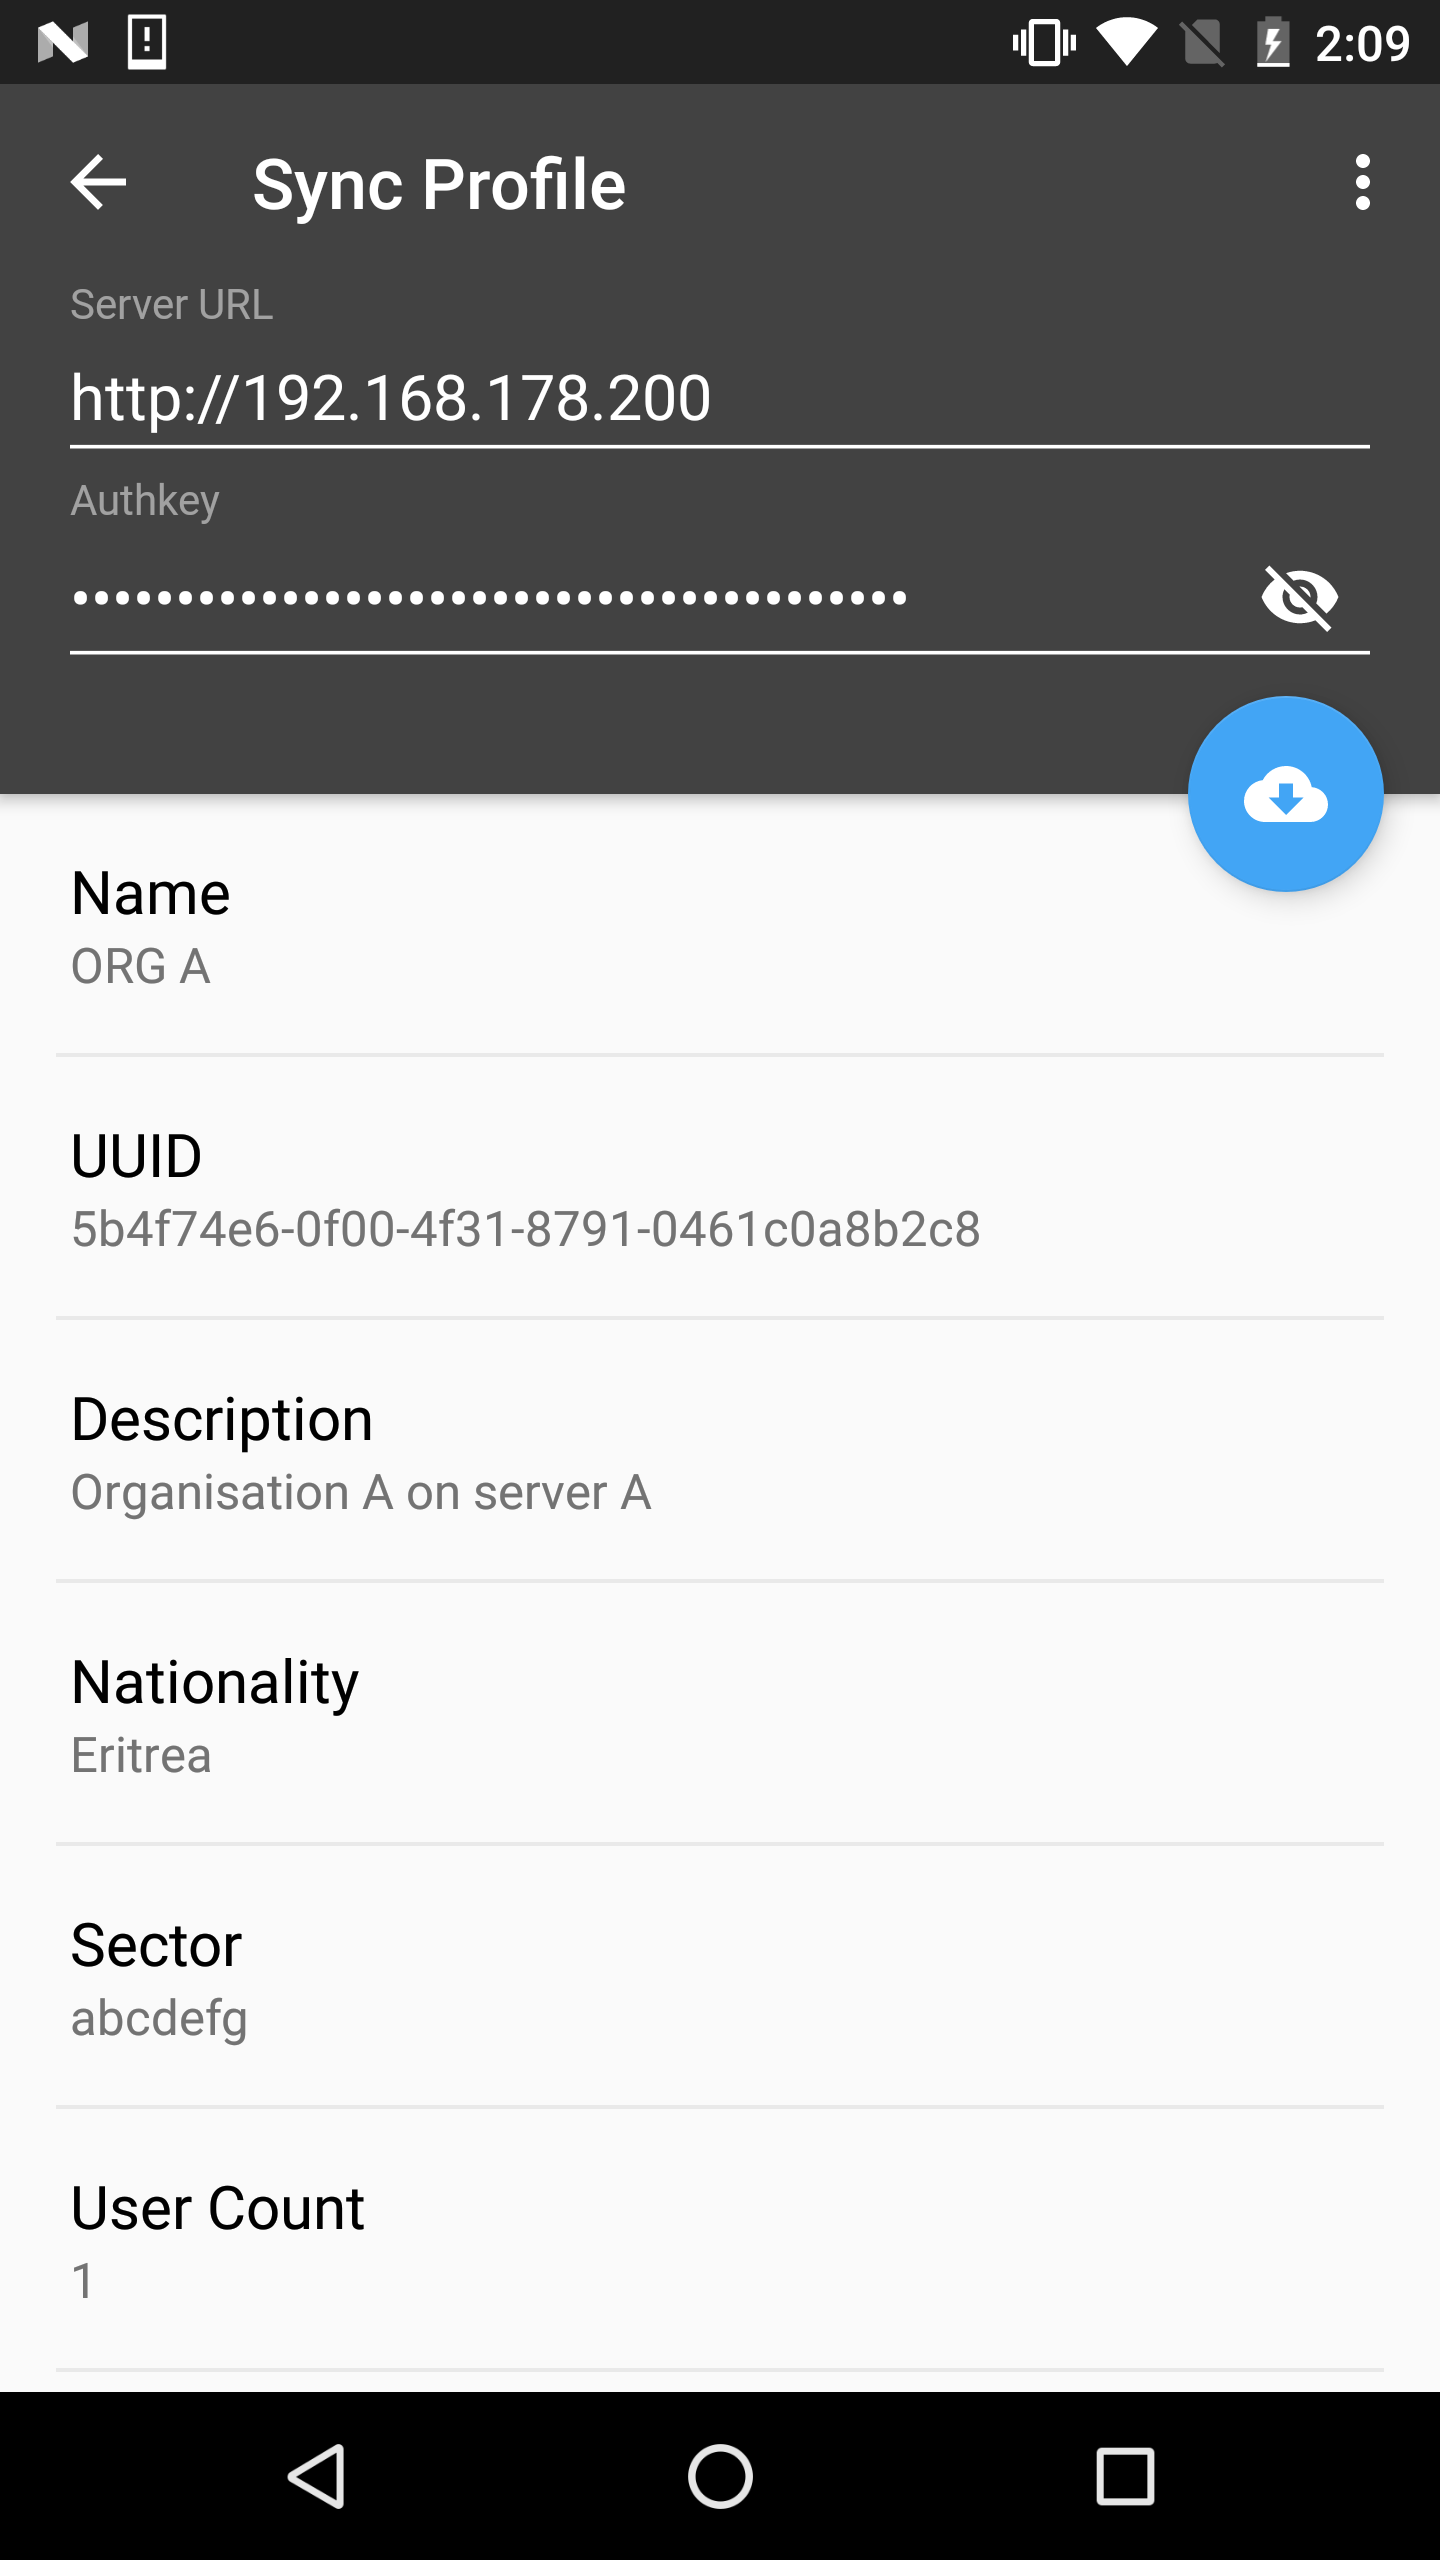 2:09
Sync Profile
Server URL
http://192.168.178.200
Authkey
••••••••••••••••••••••••••••••••••••••••
Name
ORG A
UUID
5b4f74e6-0f00-4f31-8791-0461c0a8b2c8
Description
Organisation A on server A
Nationality
Eritrea
Sector
abcdefg
User Count
1